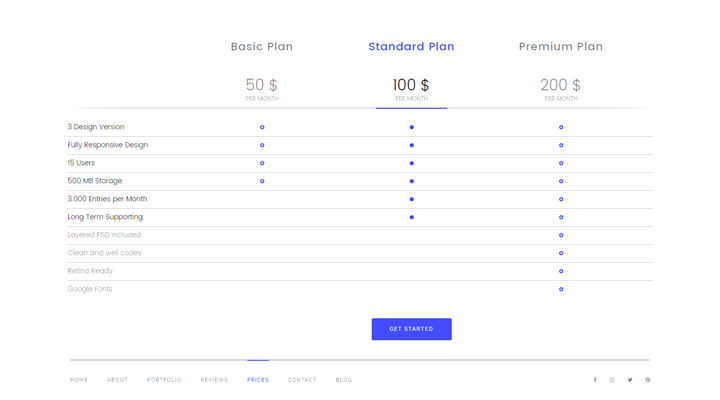 Basic Plan Standard Plan Premium Plan
50 $ 100 $ 200 $
PER MONTH PER MONTH PER MONTH
3 Design Version
Fully Responsive Design
15 Users
500 MB Storage
3.000 Entries per Month
Long Term Supporting
Layered PSD Included
Clean and well codes
Retina Ready
Google Fonts
GET STARTED
HOME ABOUT PORTFOLIO REVIEWS PRICES CONTACT BLOG